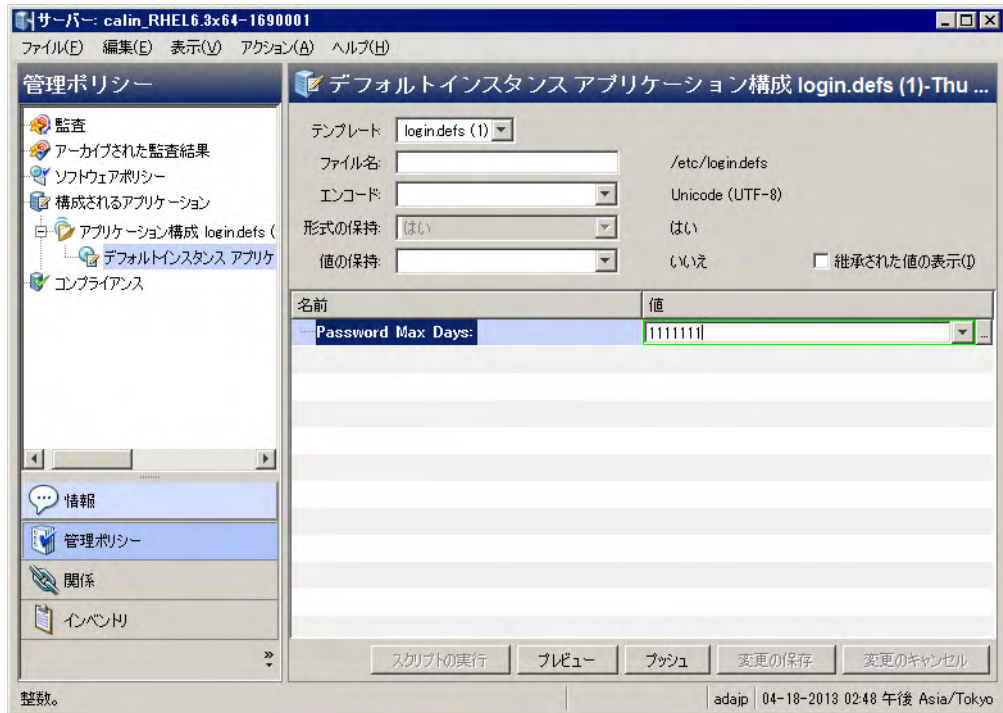 サーバー: calin_RHEL6.3x64-1690001
ファイル(F) 編集(E) 表示(V) アクション(A) ヘルプ(H)
管理ポリシー
監査
アーカイブされた監査結果
ソフトウェアポリシー
構成されるアプリケーション
アプリケーション構成 login.defs (
デフォルトインスタンス アプリケ
コンプライアンス
情報
管理ポリシー
関係
インベントリ
デフォルトインスタンス アプリケーション構成 login.defs (1)-Thu ...
テンプレート login.defs (1)
ファイル名: /etc/login.defs
エンコード: Unicode (UTF-8)
形式の保持: はい はい
値の保持: いいえ 継承された値の表示(I)
名前 値
Password Max Days: 1111111 ...
スクリプトの実行 プレビュー プッシュ 変更の保存 変更のキャンセル
整数。 adajp 04-18-2013 02:48 午後 Asia/Tokyo